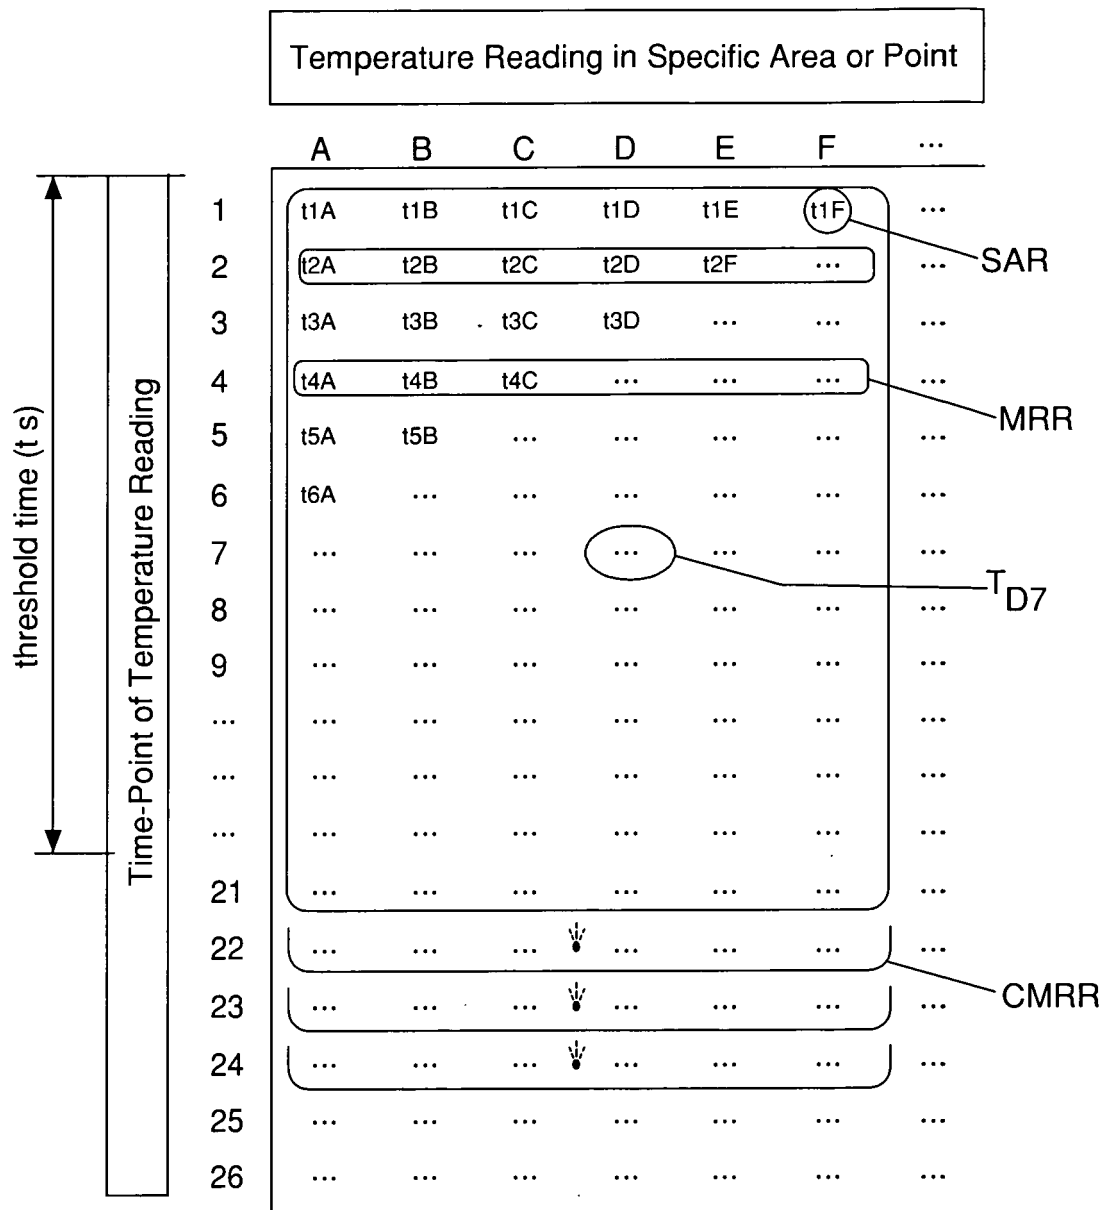 Temperature Reading in Specific Area or Point
A B C D E F ...
1 t1A t1B t1C t1D t1E t1F ...
SAR
2 t2A t2B t2C t2D t2F ... ...
3 t3A t3B t3C t3D ... ... ...
4 t4A t4B t4C ... ... ... ...
MRR
5 t5A t5B ... ... ... ... ...
6 t6A ... ... ... ... ... ...
7 ... ... ... ... ... ... ...
TD7
8 ... ... ... ... ... ... ...
9 ... ... ... ... ... ... ...
... ... ... ... ... ... ... ...
... ... ... ... ... ... ... ...
... ... ... ... ... ... ... ...
21 ... ... ... ... ... ... ...
22 ... ... ... ... ... ... ...
CMRR
23 ... ... ... ... ... ... ...
24 ... ... ... ... ... ... ...
25 ... ... ... ... ... ... ...
26 ... ... ... ... ... ... ...
threshold time (t s)
Time-Point of Temperature Reading